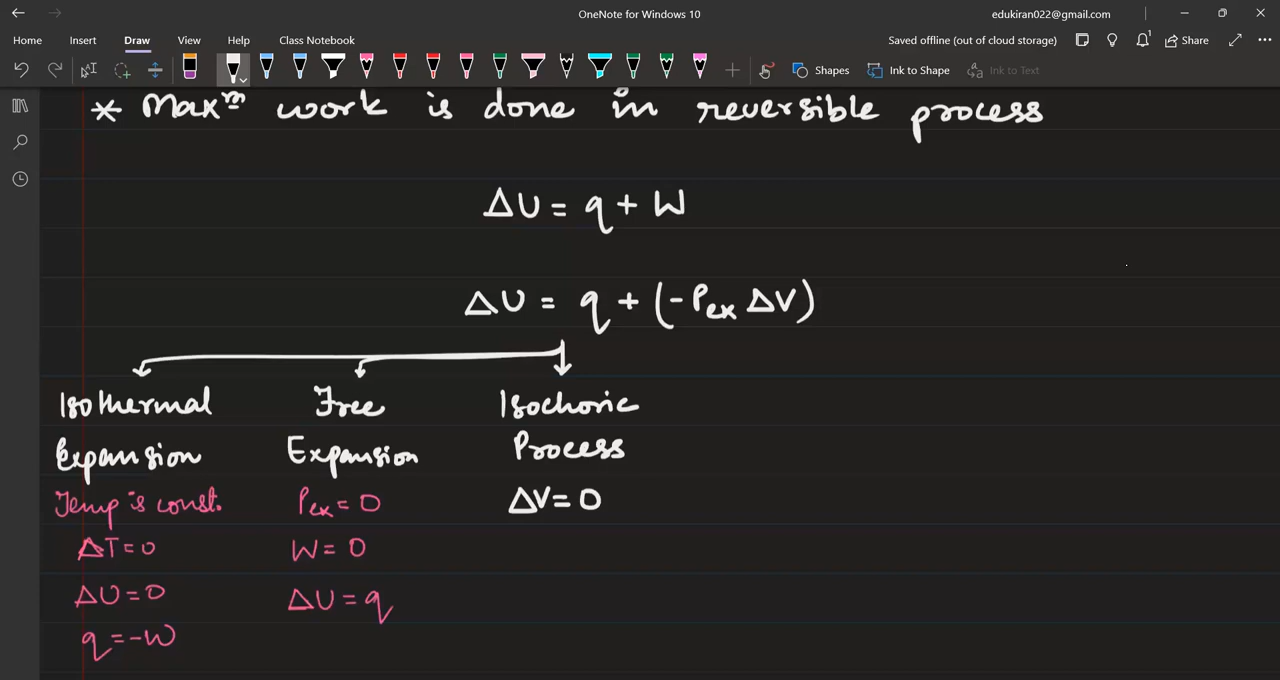 OneNote for Windows 10
edukiran022@gmail.com
Home Insert Draw View Help Class Notebook
Saved offline (out of cloud storage)
Share
Shapes
Ink to Shape
Ink to Text
* Maxᵐ work is done in reversible process
ΔU = q + W
ΔU = q + (-Pex ΔV)
Isothermal Expansion
Temp is const.
ΔT = 0
ΔU = 0
q = -W
Free Expansion
Pex = 0
W = 0
ΔU = q
Isochoric Process
ΔV = 0